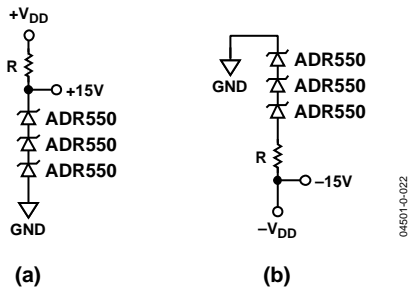 +VDD
R
+15V
ADR550
ADR550
ADR550
GND
(a)
GND
ADR550
ADR550
ADR550
R
–15V
–VDD
(b)
04501-0-022